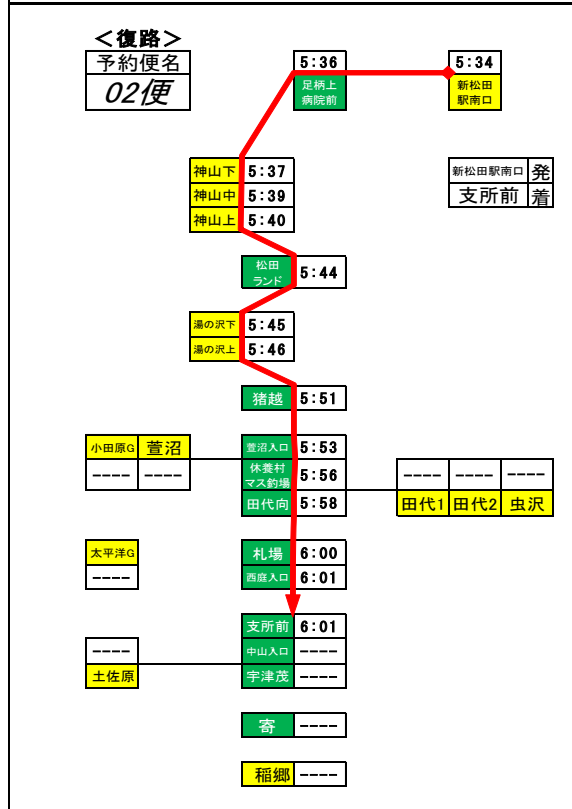 ＜復路＞
予約便名
02便
5:36
足柄上
病院前
5:34
新松田
駅南口
神山下 5:37
神山中 5:39
神山上 5:40
新松田駅南口 発
支所前 着
松田
ランド
5:44
湯の沢下 5:45
湯の沢上 5:46
猪越 5:51
小田原G 萱沼
---- ----
萱沼入口 5:53
休養村
マス釣場
5:56
田代向 5:58
---- ---- ----
田代1 田代2 虫沢
太平洋G
----
札場 6:00
西庭入口 6:01
支所前 6:01
中山入口 ----
宇津茂 ----
----
土佐原
寄 ----
稲郷 ----